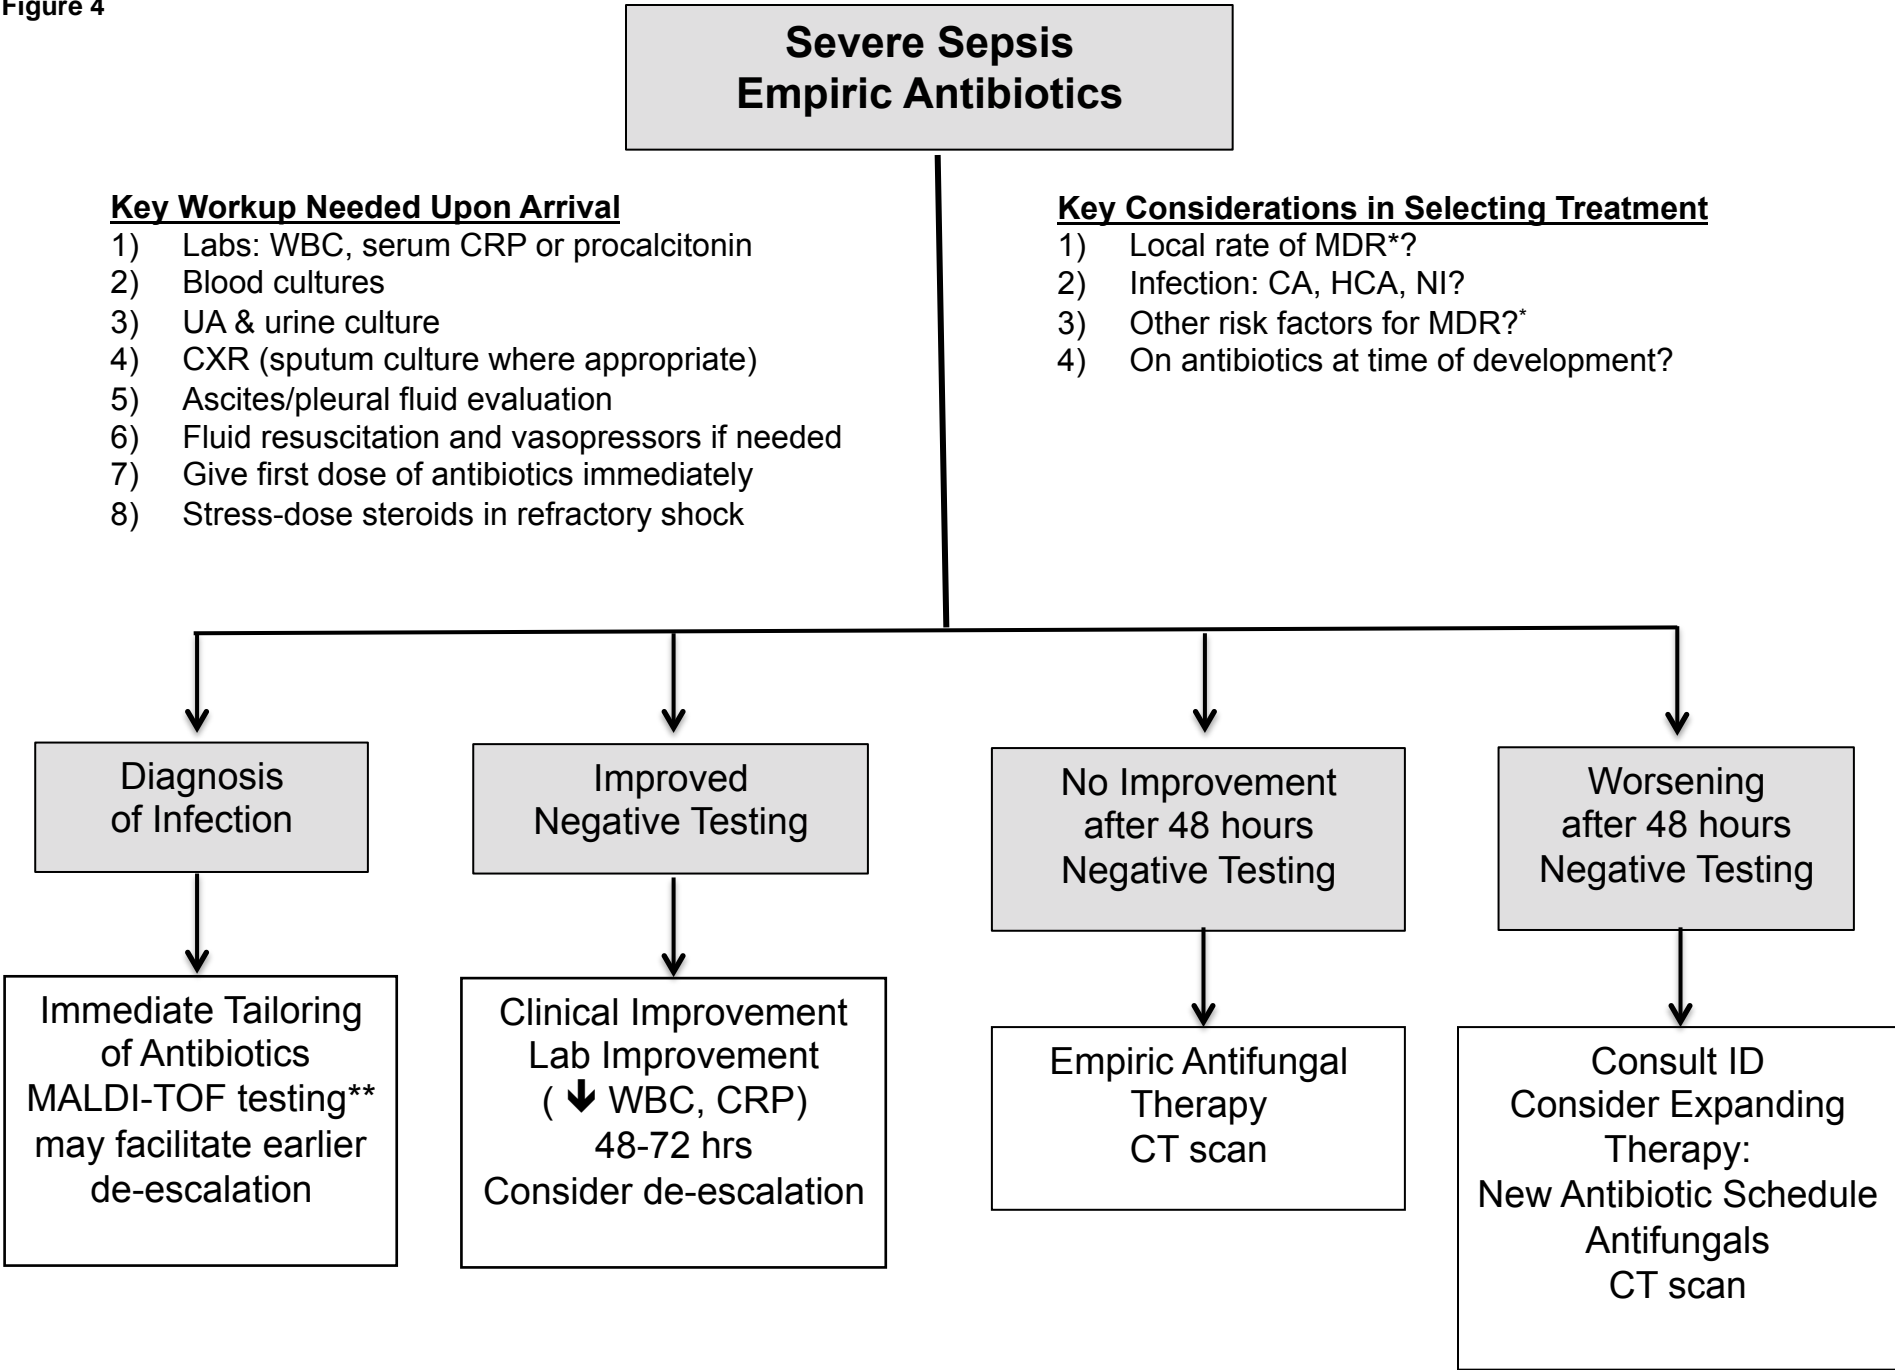 Figure 4
Severe Sepsis
Empiric Antibiotics
Key Workup Needed Upon Arrival
1) Labs: WBC, serum CRP or procalcitonin
2) Blood cultures
3) UA & urine culture
4) CXR (sputum culture where appropriate)
5) Ascites/pleural fluid evaluation
6) Fluid resuscitation and vasopressors if needed
7) Give first dose of antibiotics immediately
8) Stress-dose steroids in refractory shock
Key Considerations in Selecting Treatment
1) Local rate of MDR*?
2) Infection: CA, HCA, NI?
3) Other risk factors for MDR?*
4) On antibiotics at time of development?
Diagnosis
of Infection
Improved
Negative Testing
No Improvement
after 48 hours
Negative Testing
Worsening
after 48 hours
Negative Testing
Immediate Tailoring
of Antibiotics
MALDI-TOF testing**
may facilitate earlier
de-escalation
Clinical Improvement
Lab Improvement
( 🡻 WBC, CRP)
48-72 hrs
Consider de-escalation
Empiric Antifungal
Therapy
CT scan
Consult ID
Consider Expanding
Therapy:
New Antibiotic Schedule
Antifungals
CT scan